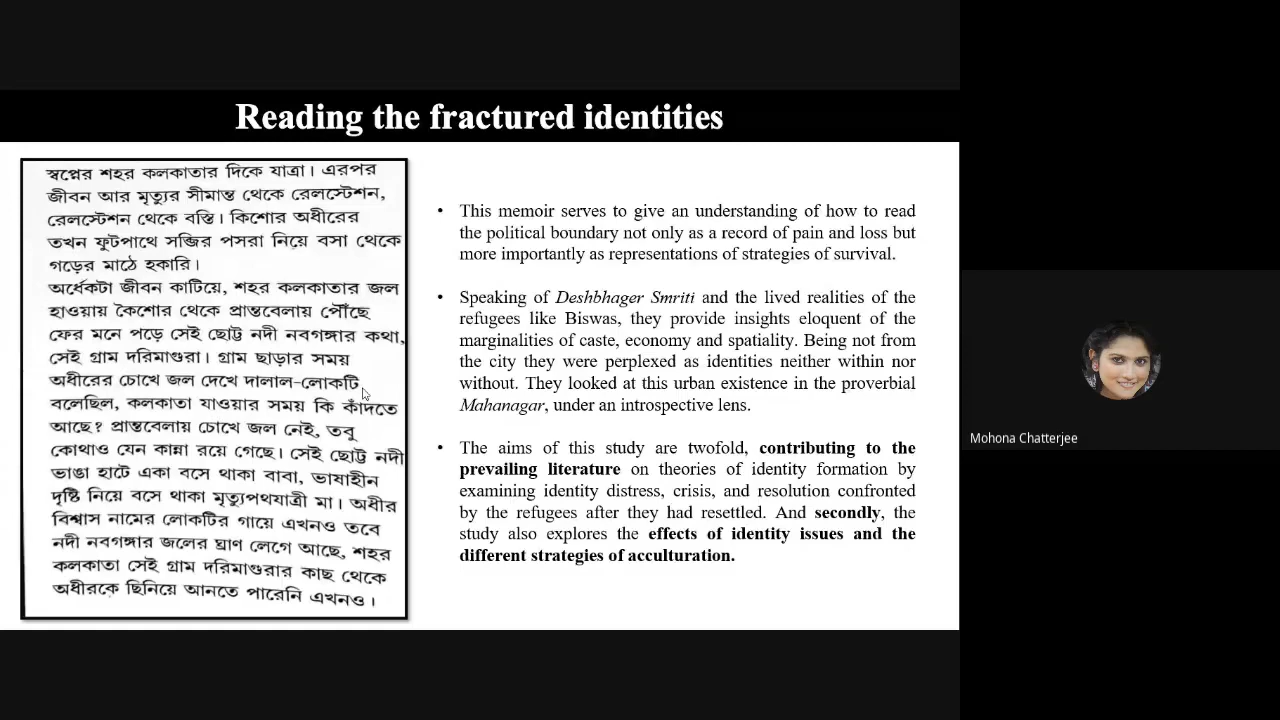 Reading the fractured identities
স্বপ্নের শহর কলকাতার দিকে যাত্রা। এরপর
জীবন আর মৃত্যুর সীমান্ত থেকে রেলস্টেশন,
রেলস্টেশন থেকে বস্তি। কিশোর অধীরের
তখন ফুটপাথে সব্জির পসরা নিয়ে বসা থেকে
গড়ের মাঠে হকারি।
অর্ধেকটা জীবন কাটিয়ে, শহর কলকাতার জল
হাওয়ায় কৈশোর থেকে প্রান্তবেলায় পৌঁছে
ফের মনে পড়ে সেই ছোট্ট নদী নবগঙ্গার কথা,
সেই গ্রাম দরিমাগুরা। গ্রাম ছাড়ার সময়
অধীরের চোখে জল দেখে দালাল-লোকটি
বলেছিল, কলকাতা যাওয়ার সময় কি কাঁদতে
আছে? প্রান্তবেলায় চোখে জল নেই, তবু
কোথাও যেন কান্না রয়ে গেছে। সেই ছোট্ট নদী
ভাঙা হাটে একা বসে থাকা বাবা, ভাষাহীন
দৃষ্টি নিয়ে বসে থাকা মৃত্যুপথযাত্রী মা। অধীর
বিশ্বাস নামের লোকটির গায়ে এখনও তবে
নদী নবগঙ্গার জলের ঘ্রাণ লেগে আছে, শহর
কলকাতা সেই গ্রাম দরিমাগুরার কাছ থেকে
অধীরকে ছিনিয়ে আনতে পারেনি এখনও।
• This memoir serves to give an understanding of how to read
the political boundary not only as a record of pain and loss but
more importantly as representations of strategies of survival.
• Speaking of Deshbhager Smriti and the lived realities of the
refugees like Biswas, they provide insights eloquent of the
marginalities of caste, economy and spatiality. Being not from
the city they were perplexed as identities neither within nor
without. They looked at this urban existence in the proverbial
Mahanagar, under an introspective lens.
• The aims of this study are twofold, contributing to the
prevailing literature on theories of identity formation by
examining identity distress, crisis, and resolution confronted
by the refugees after they had resettled. And secondly, the
study also explores the effects of identity issues and the
different strategies of acculturation.
Mohona Chatterjee